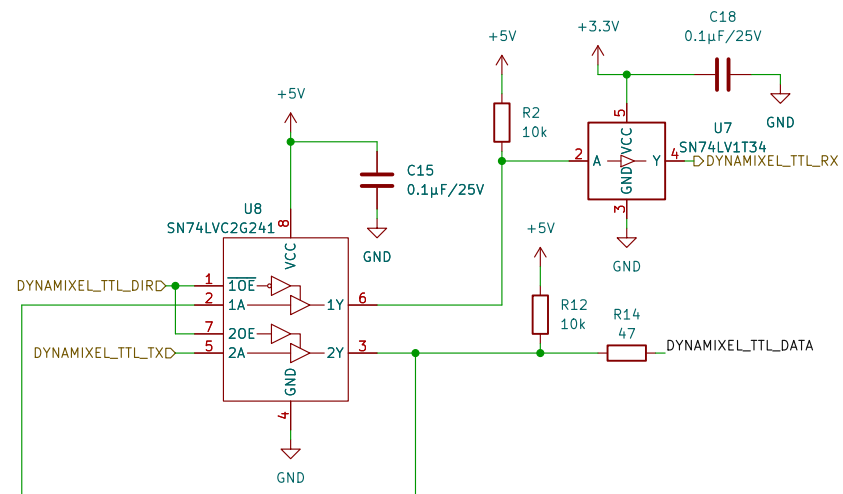 C18
0.1µF/25V
+3.3V
+5V
GND
R2
10k
U7
SN74LV1T34
5
VCC
2
A
Y
4
DYNAMIXEL_TTL_RX
GND
3
GND
+5V
C15
0.1µF/25V
GND
U8
SN74LVC2G241
8
VCC
DYNAMIXEL_TTL_DIR
1
1OE
2
1A
1Y
6
7
2OE
DYNAMIXEL_TTL_TX
5
2A
2Y
3
GND
4
GND
+5V
R12
10k
R14
47
DYNAMIXEL_TTL_DATA